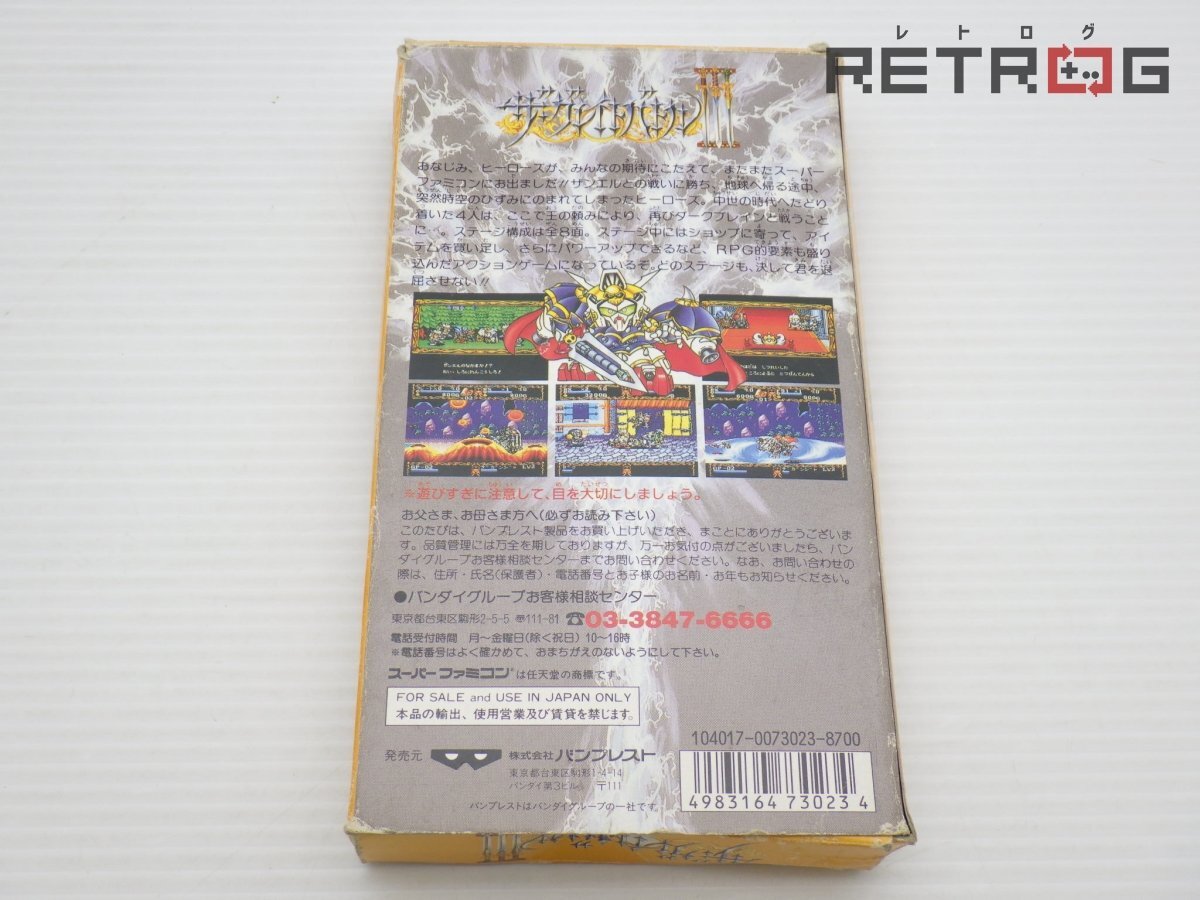 レトログ
RETROG
ザ・グレイトバトルIII
おなじみ、ヒーローズが、みんなの期待にこたえて、またまたスーパー
ファミコンにお出ましだ!!ザンエルとの戦いに勝ち、地球へ帰る途中、
突然時空のひずみにのまれてしまったヒーローズ。中世の時代へたどり
着いた4人は、ここで王の頼みにより、再びダークブレインと戦うこと
に…。ステージ構成は全8面。ステージ中にはショップに寄って、アイ
テムを買い足し、さらにパワーアップできるなど、RPG的要素も盛り
込んだアクションゲームになっているぞ。どのステージも、決して君を退
屈させない!!
※遊びすぎに注意して、目を大切にしましょう。
お父さま、お母さま方へ(必ずお読み下さい)
このたびは、バンプレスト製品をお買い上げいただき、まことにありがとうございま
す。品質管理には万全を期しておりますが、万一お気付の点がございましたら、バン
ダイグループお客様相談センターまでお問い合わせください。なお、お問い合わせの
際は、住所・氏名(保護者)・電話番号とお子様のお名前・お年もお知らせください。
●バンダイグループお客様相談センター
東京都台東区駒形2-5-5 〒111-81 ☎03-3847-6666
電話受付時間 月〜金曜日(除く祝日) 10〜16時
※電話番号はよく確かめて、おまちがえのないようにして下さい。
スーパーファミコン®は任天堂の商標です。
FOR SALE and USE IN JAPAN ONLY
本品の輸出、使用営業及び賃貸を禁じます。
104017-0073023-8700
発売元 株式会社バンプレスト
東京都台東区駒形1-4-14
バンダイ第3ビル 〒111
バンプレストはバンダイグループの一社です。
4983164 73023 4
ザ・グレイトバトルIII